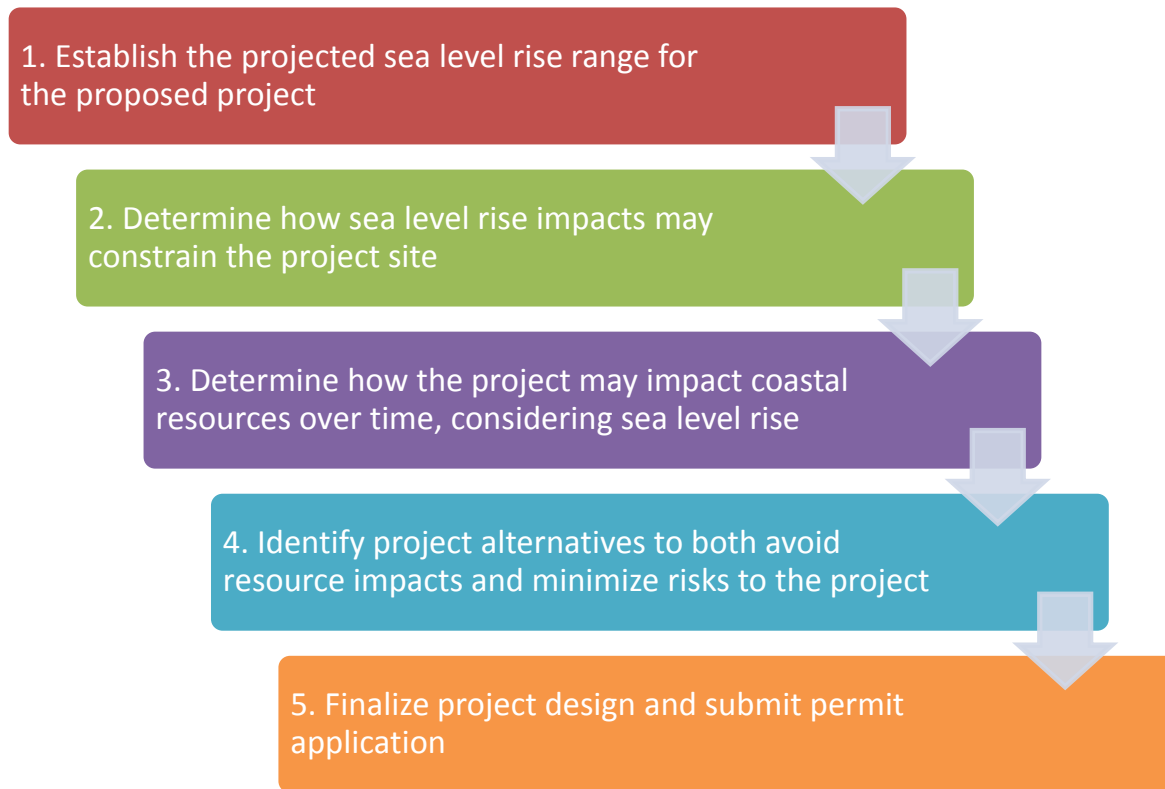 1. Establish the projected sea level rise range for
the proposed project
2. Determine how sea level rise impacts may
constrain the project site
3. Determine how the project may impact coastal
resources over time, considering sea level rise
4. Identify project alternatives to both avoid
resource impacts and minimize risks to the project
5. Finalize project design and submit permit
application